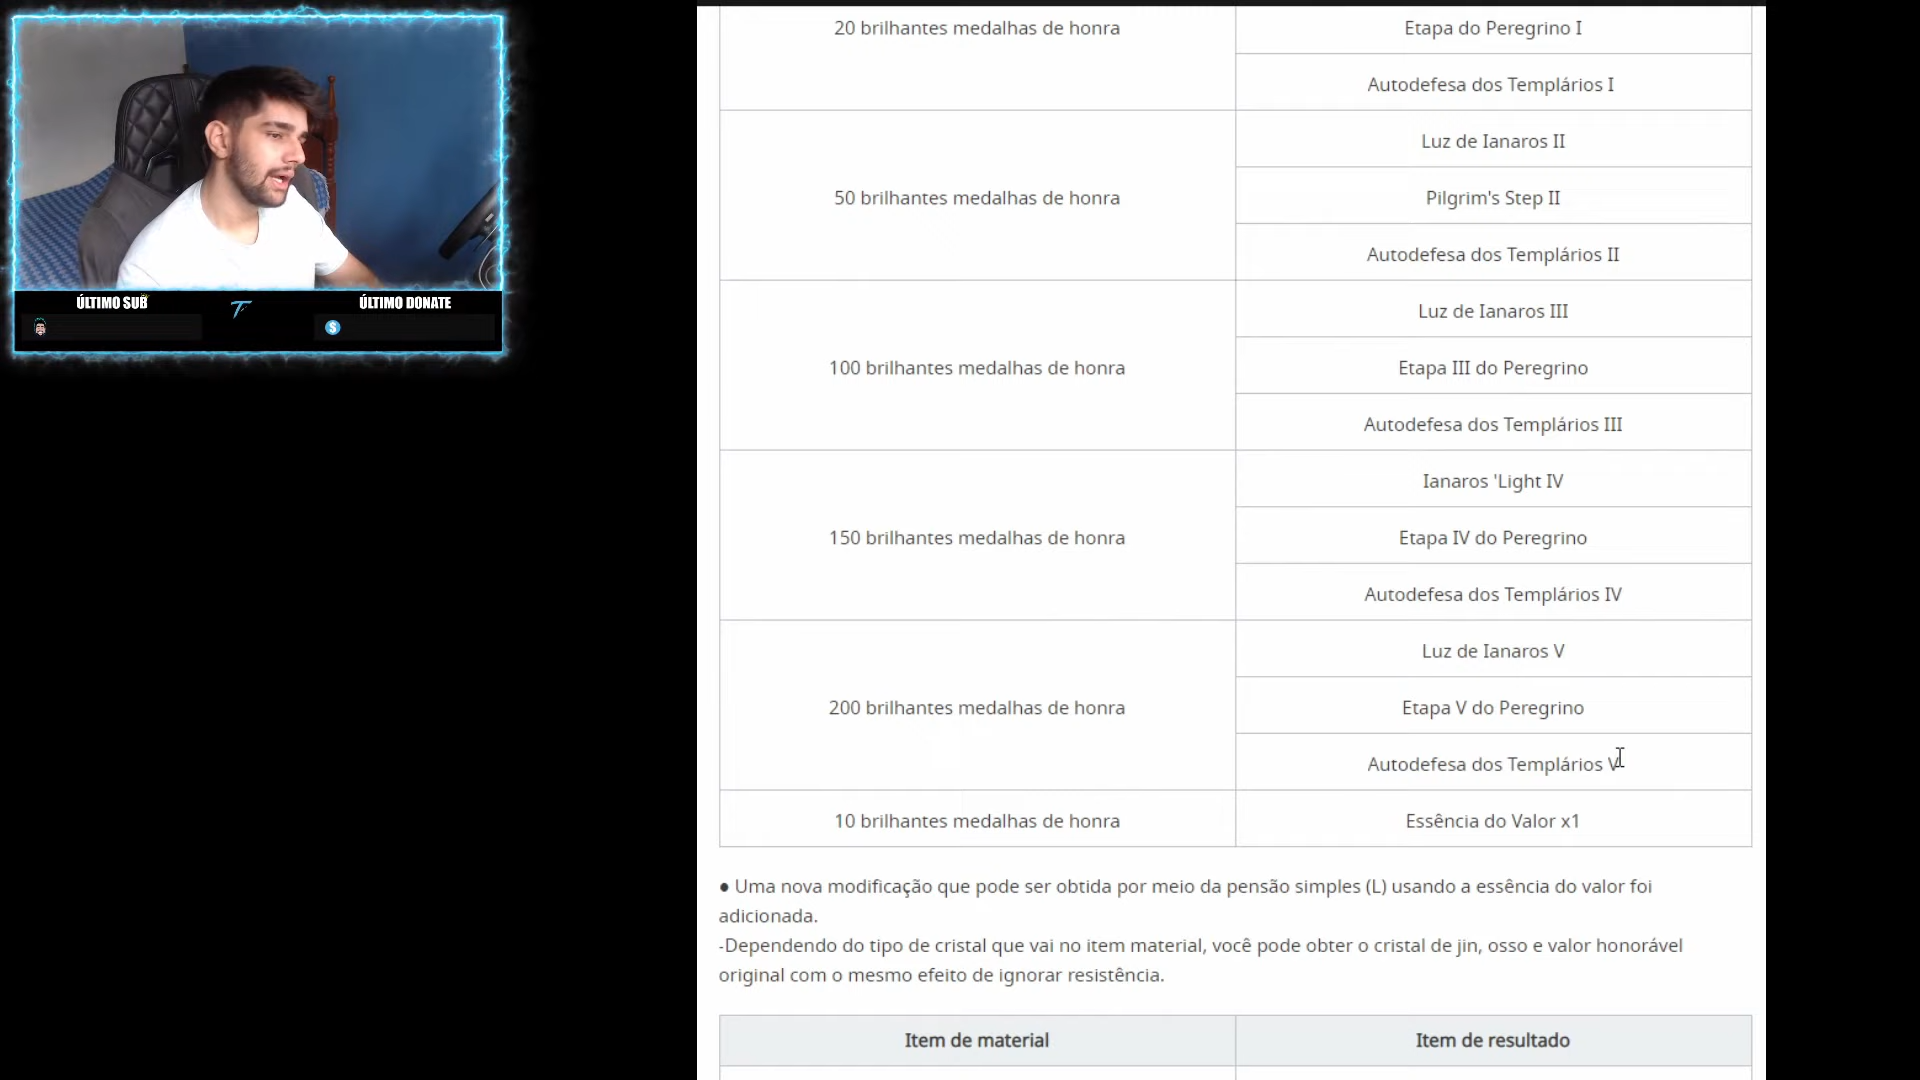 ÚLTIMO SUB
ÚLTIMO DONATE
20 brilhantes medalhas de honra
Etapa do Peregrino I
Autodefesa dos Templários I
50 brilhantes medalhas de honra
Luz de Ianaros II
Pilgrim's Step II
Autodefesa dos Templários II
100 brilhantes medalhas de honra
Luz de Ianaros III
Etapa III do Peregrino
Autodefesa dos Templários III
150 brilhantes medalhas de honra
Ianaros 'Light IV
Etapa IV do Peregrino
Autodefesa dos Templários IV
200 brilhantes medalhas de honra
Luz de Ianaros V
Etapa V do Peregrino
Autodefesa dos Templários V
10 brilhantes medalhas de honra
Essência do Valor x1
● Uma nova modificação que pode ser obtida por meio da pensão simples (L) usando a essência do valor foi
adicionada.
-Dependendo do tipo de cristal que vai no item material, você pode obter o cristal de jin, osso e valor honorável
original com o mesmo efeito de ignorar resistência.
Item de material
Item de resultado